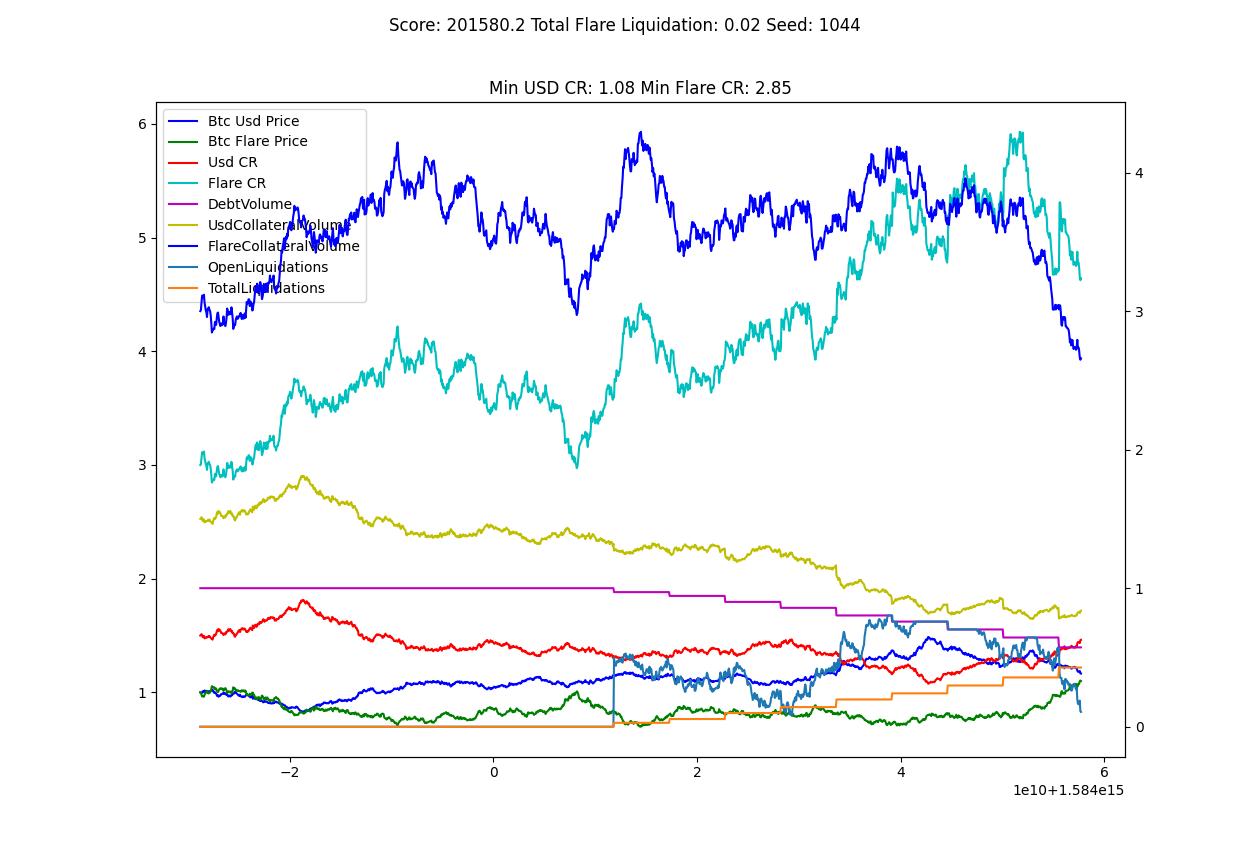 Score: 201580.2 Total Flare Liquidation: 0.02 Seed: 1044
Min USD CR: 1.08 Min Flare CR: 2.85
Btc Usd Price
Btc Flare Price
Usd CR
Flare CR
DebtVolume
UsdCollateralVolume
FlareCollateralVolume
OpenLiquidations
TotalLiquidations
6
5
4
3
2
1
4
3
2
1
0
−2
0
2
4
6
1e10+1.584e15